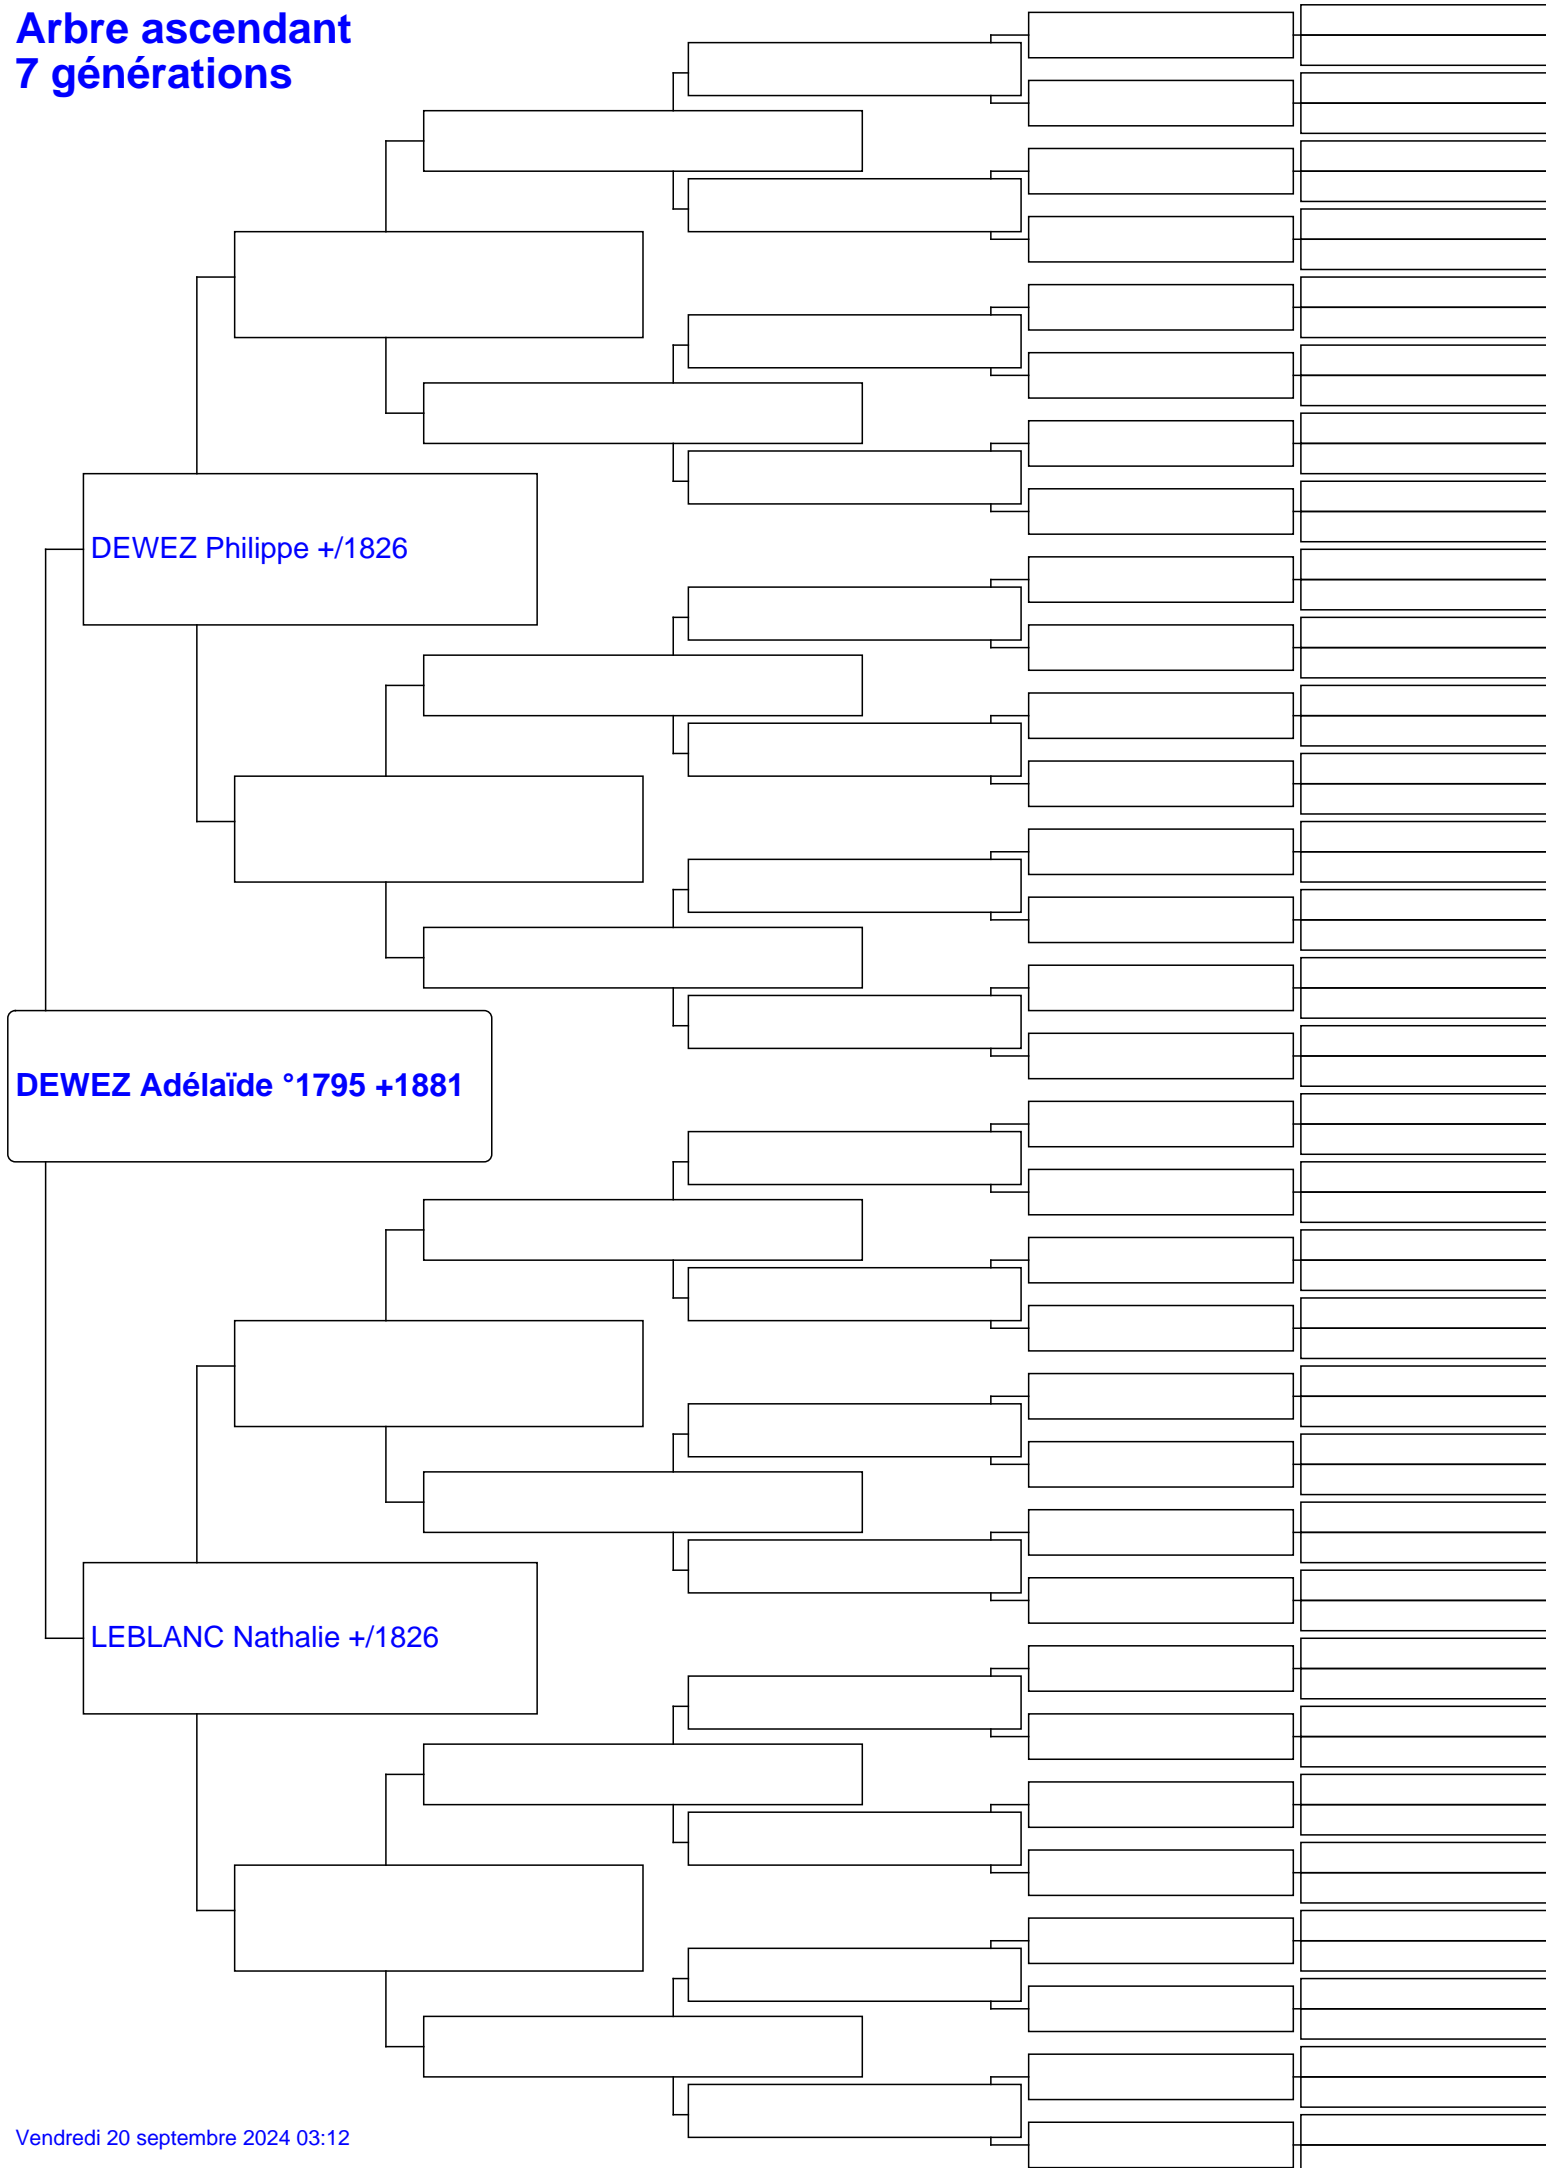 Arbre ascendant
7 générations
DEWEZ Philippe +/1826
DEWEZ Adélaïde °1795 +1881
LEBLANC Nathalie +/1826
Vendredi 20 septembre 2024 03:12